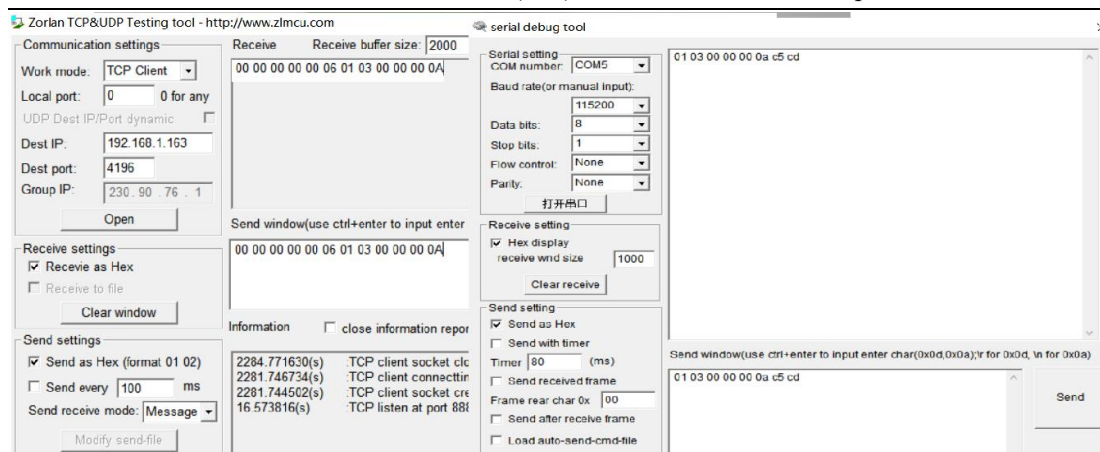 Zorlan TCP&UDP Testing tool - http://www.zlmcu.com
Communication settings
Work mode: TCP Client
Local port: 0 0 for any
UDP Dest IP/Port dynamic
Dest IP: 192.168.1.163
Dest port: 4196
Group IP: 230 . 90 . 76 . 1
Open
Receive settings
Recevie as Hex
Receive to file
Clear window
Send settings
Send as Hex (format 01 02)
Send every 100 ms
Send receive mode: Message
Modify send-file
Receive Receive buffer size: 2000
00 00 00 00 00 06 01 03 00 00 00 0A
Send window(use ctrl+enter to input enter
00 00 00 00 00 06 01 03 00 00 00 0A
Information close information repor
2284.771630(s) :TCP client socket clo
2281.746734(s) :TCP client connecttin
2281.744502(s) :TCP client socket cre
16.573816(s) :TCP listen at port 888
serial debug tool
Serial setting
COM number: COM5
Baud rate(or manual input):
115200
Data bits: 8
Stop bits: 1
Flow control: None
Parity: None
打开串口
Receive setting
Hex display
receive wnd size 1000
Clear receive
Send setting
Send as Hex
Send with timer
Timer 80 (ms)
Send received frame
Frame rear char 0x 00
Send after receive frame
Load auto-send-cmd-file
01 03 00 00 00 0a c5 cd
Send window(use ctrl+enter to input enter char(0x0d,0x0a);\r for 0x0d, \n for 0x0a)
01 03 00 00 00 0a c5 cd
Send